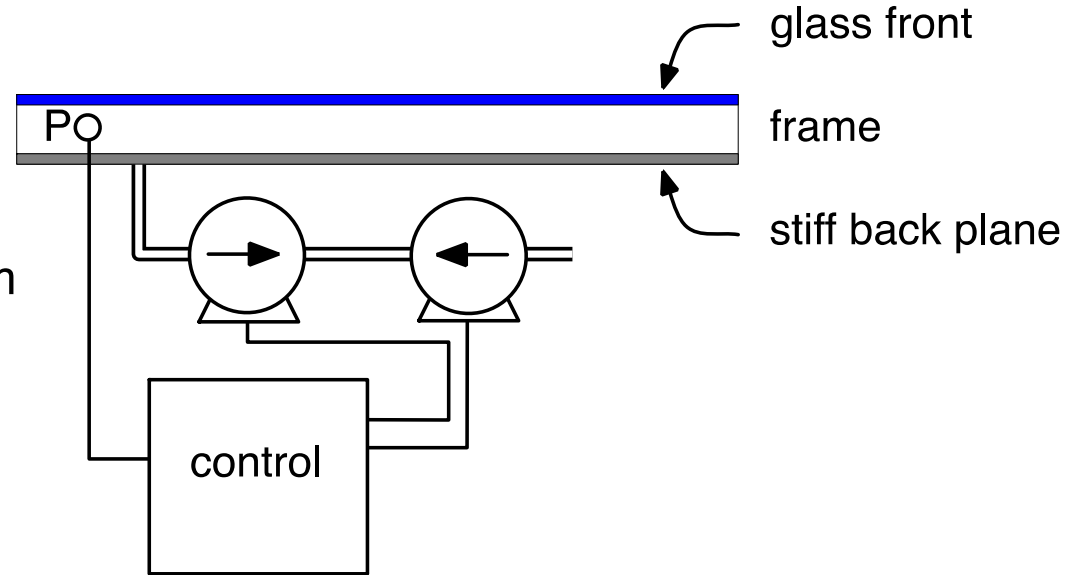 glass front
P
frame
stiff back plane
control